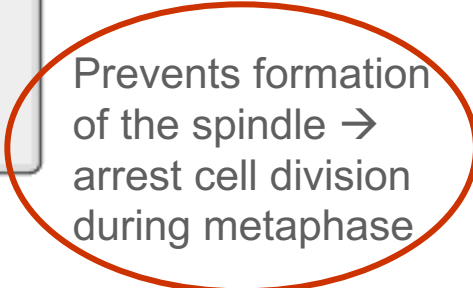 Prevents formation
of the spindle →
arrest cell division
during metaphase